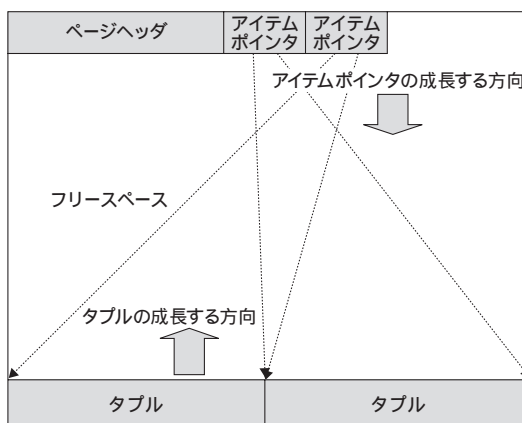 ページヘッダ
アイテム
ポインタ
アイテム
ポインタ
アイテムポインタの成長する方向
フリースペース
タプルの成長する方向
タプル
タプル